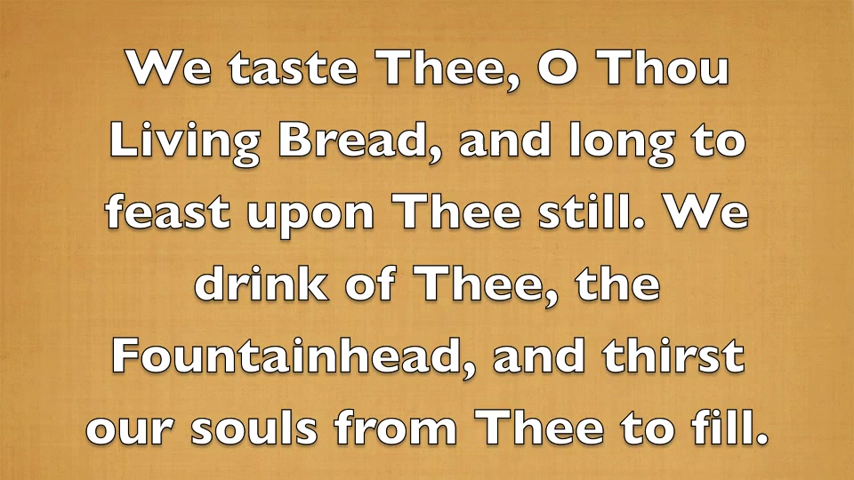 We taste Thee, O Thou
Living Bread, and long to
feast upon Thee still. We
drink of Thee, the
Fountainhead, and thirst
our souls from Thee to fill.